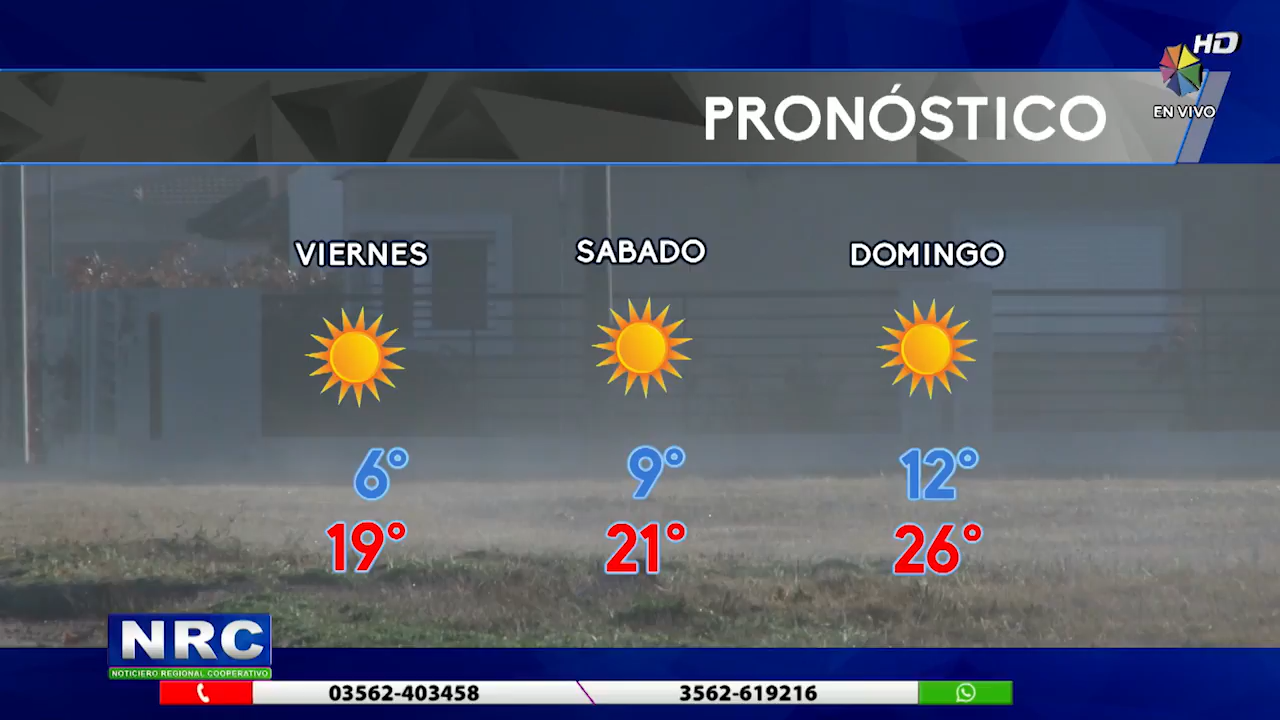 HD
PRONÓSTICO
EN VIVO
VIERNES SABADO DOMINGO
6° 9° 12°
19° 21° 26°
NRC
NOTICIERO REGIONAL COOPERATIVO
03562-403458 3562-619216